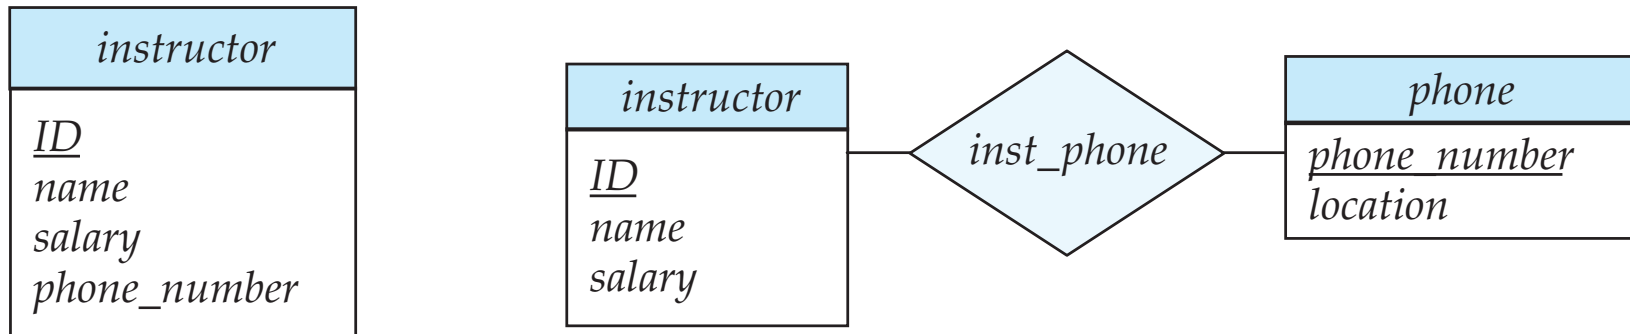 instructor
ID
name
salary
phone_number
instructor
ID
name
salary
inst_phone
phone
phone_number
location